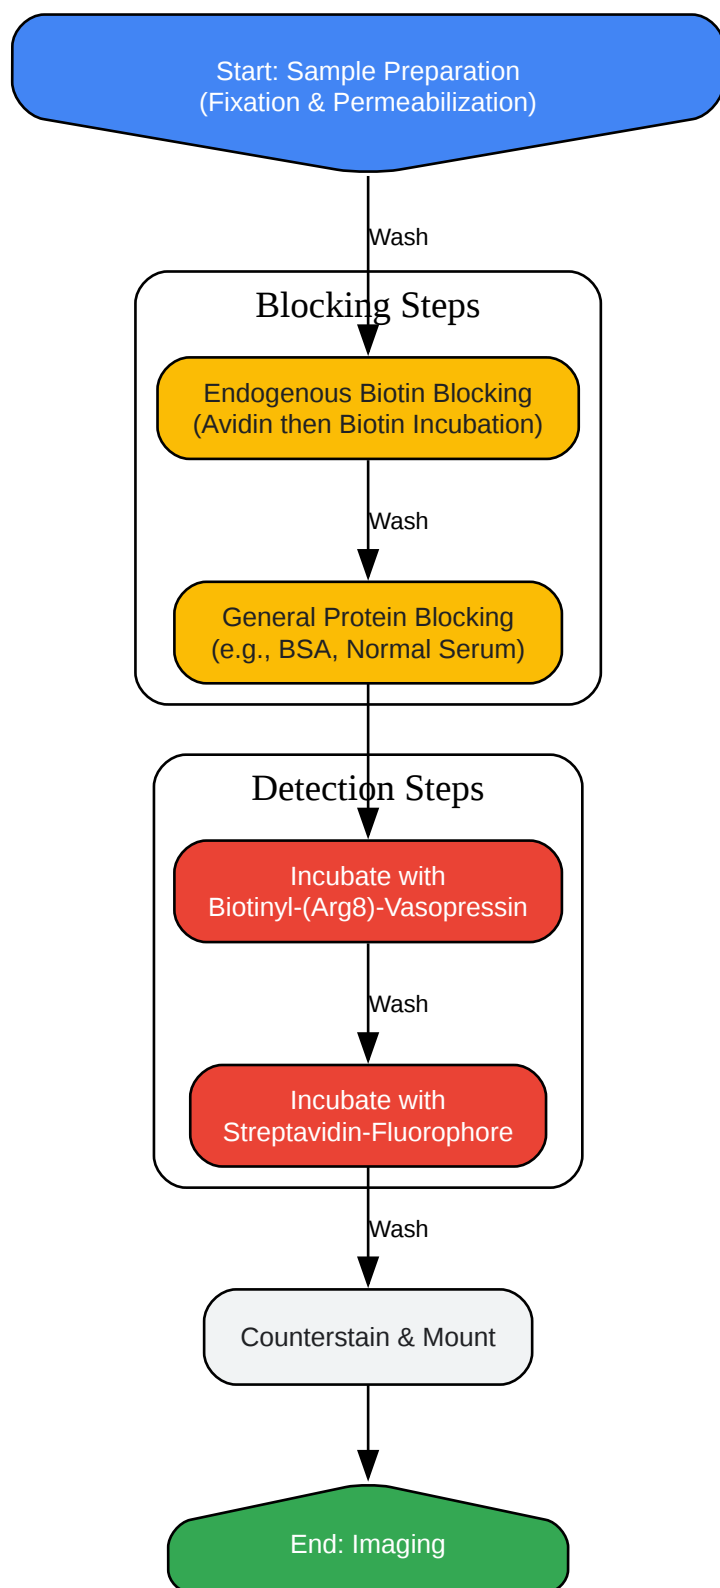 Start: Sample Preparation
(Fixation & Permeabilization)
Wash
Blocking Steps
Endogenous Biotin Blocking
(Avidin then Biotin Incubation)
Wash
General Protein Blocking
(e.g., BSA, Normal Serum)
Detection Steps
Incubate with
Biotinyl-(Arg8)-Vasopressin
Wash
Incubate with
Streptavidin-Fluorophore
Wash
Counterstain & Mount
End: Imaging